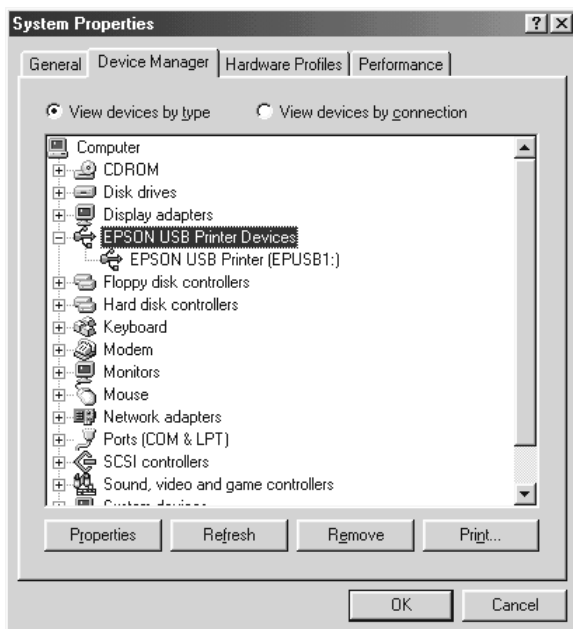 System Properties
General Device Manager Hardware Profiles Performance
View devices by type View devices by connection
Computer
CDROM
Disk drives
Display adapters
EPSON USB Printer Devices
EPSON USB Printer (EPUSB1:)
Floppy disk controllers
Hard disk controllers
Keyboard
Modem
Monitors
Mouse
Network adapters
Ports (COM & LPT)
SCSI controllers
Sound, video and game controllers
System devices
Properties Refresh Remove Print...
OK Cancel